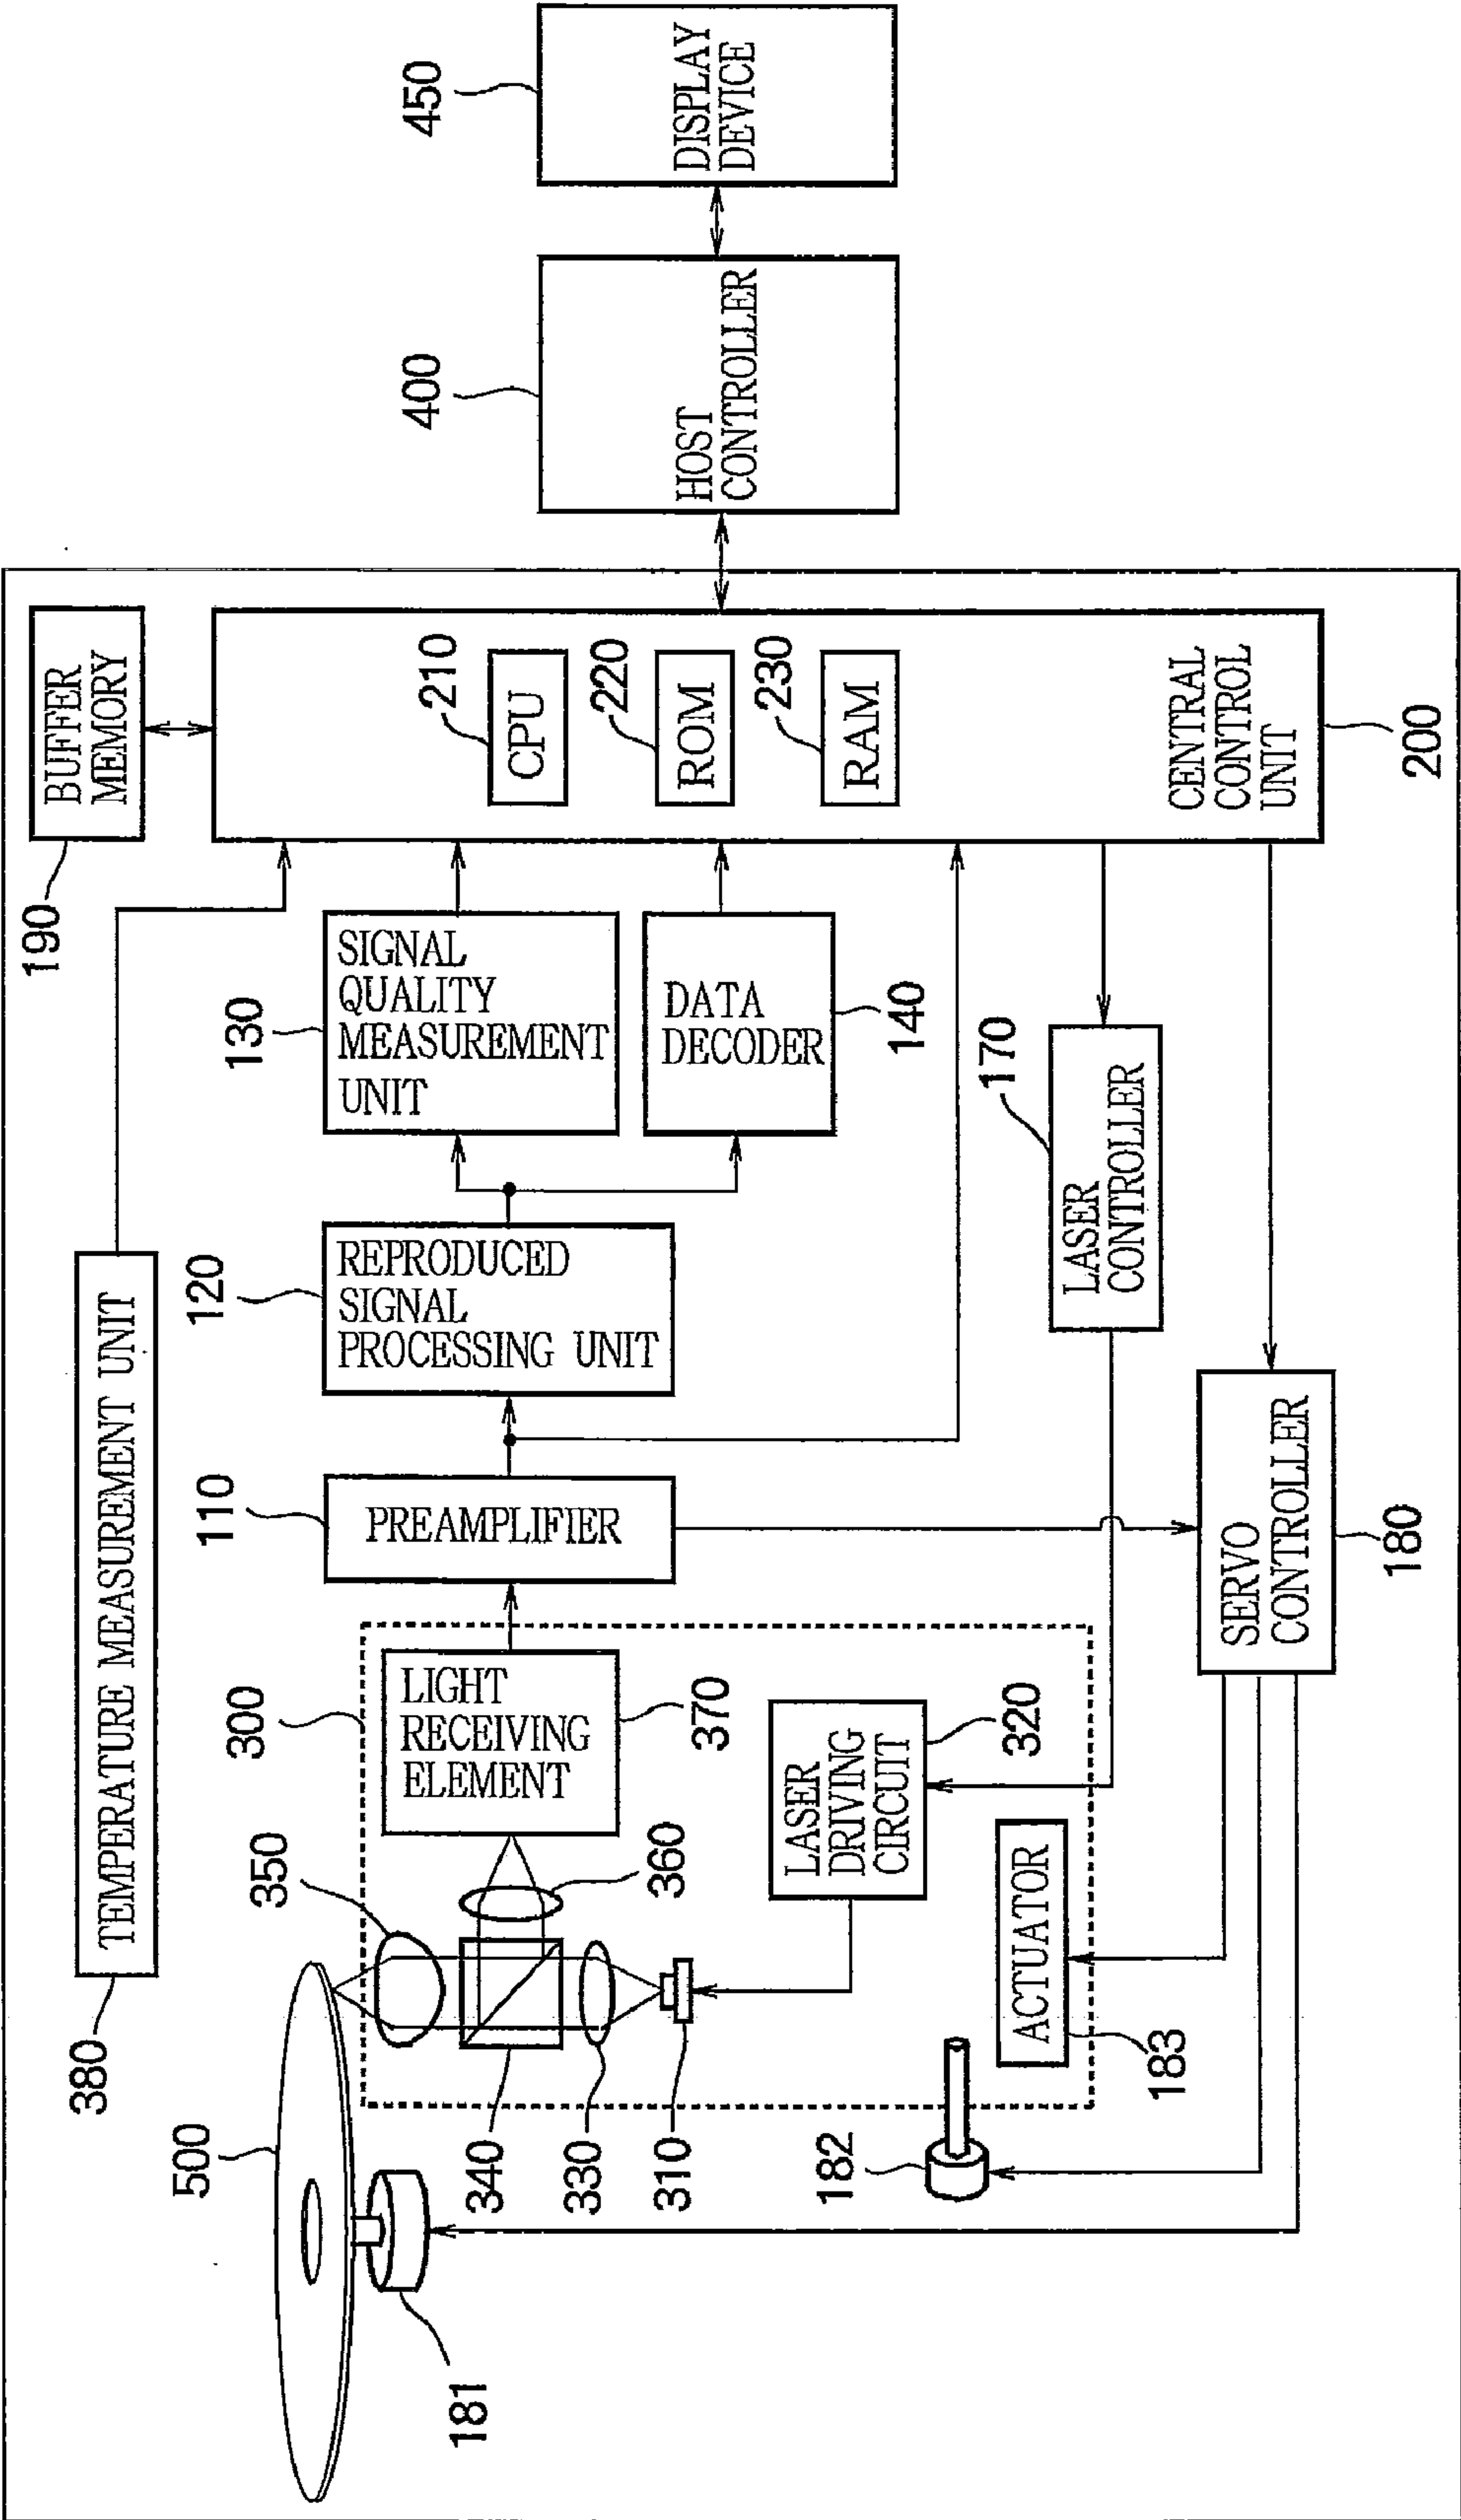 380
TEMPERATURE MEASUREMENT UNIT
190
BUFFER
MEMORY
500
350
300
110
120
130
LIGHT
RECEIVING
ELEMENT
370
360
PREAMPLIFIER
REPRODUCED
SIGNAL
PROCESSING UNIT
SIGNAL
QUALITY
MEASUREMENT
UNIT
DATA
DECODER
140
210
CPU
220
ROM
230
RAM
CENTRAL
CONTROL
UNIT
200
400
HOST
CONTROLLER
450
DISPLAY
DEVICE
181
340
330
310
LASER
DRIVING
CIRCUIT
320
170
LASER
CONTROLLER
182
ACTUATOR
183
SERVO
CONTROLLER
180